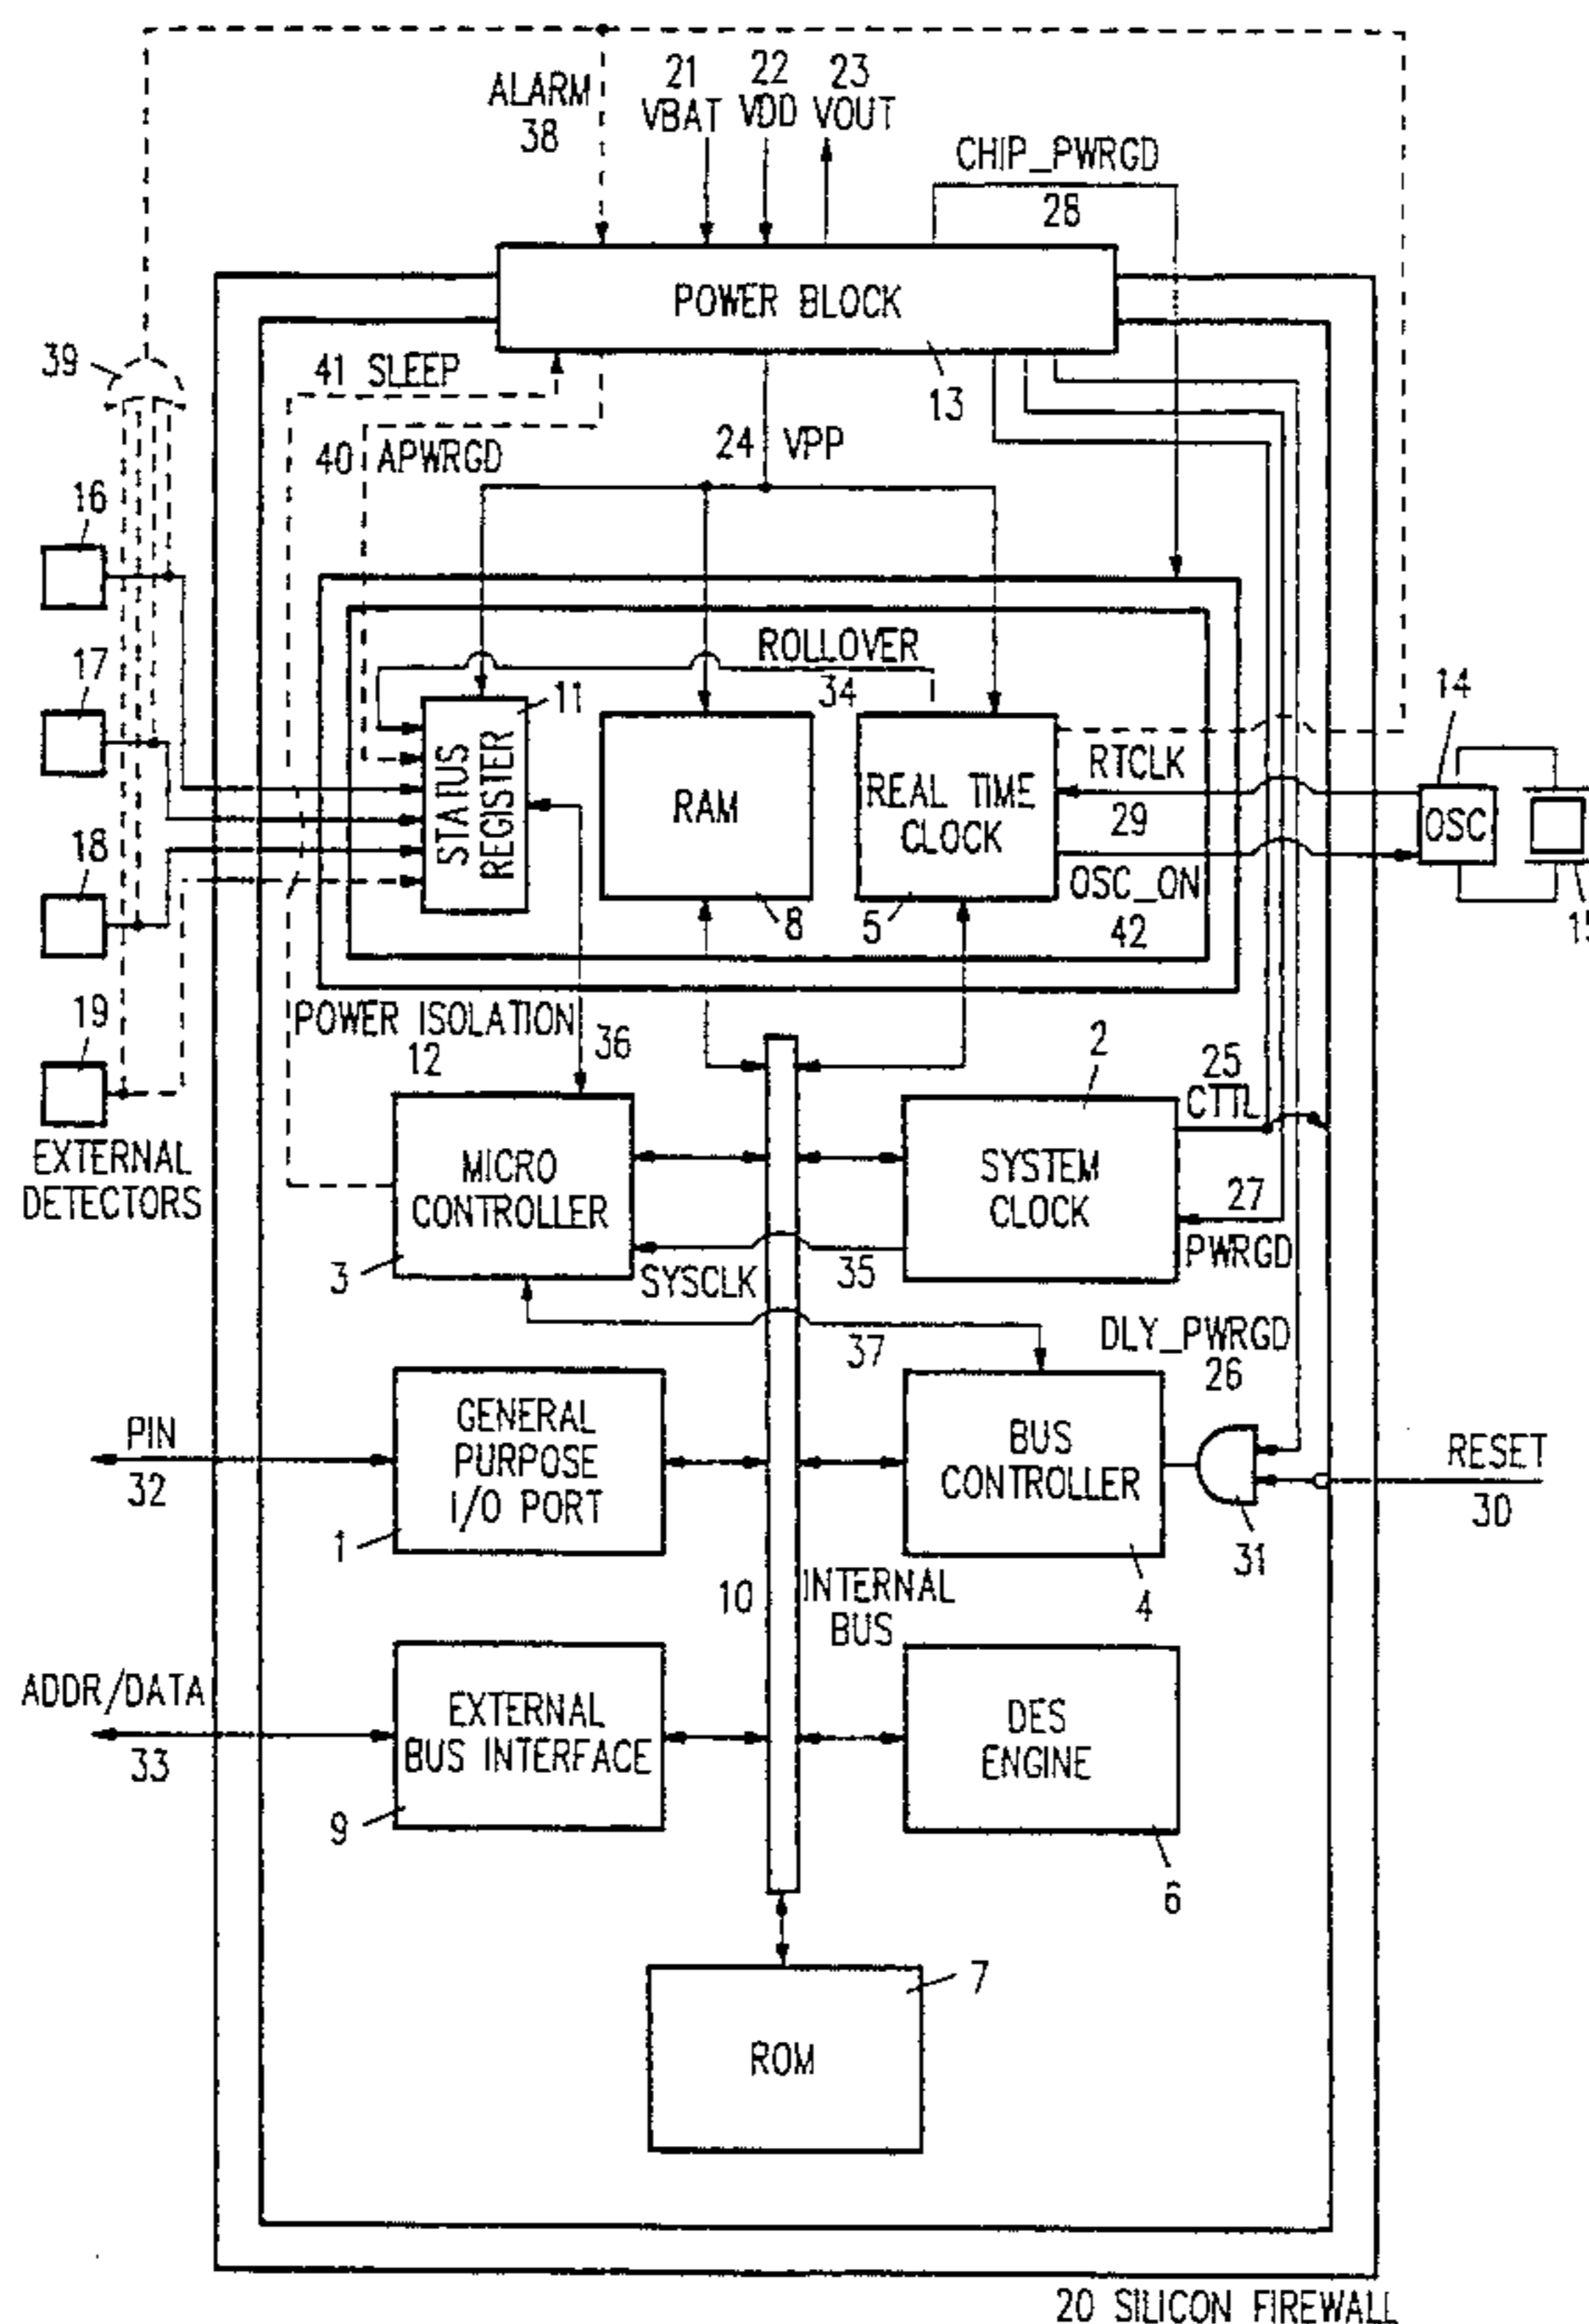 21 22 23
ALARM VBAT VDD VOUT
38
CHIP_PWRGD
28
POWER BLOCK
39
41 SLEEP
13
24 VPP
40 APWRGD
16
ROLLOVER
17
34
11
14
STATUS
REGISTER
RAM
REAL TIME
CLOCK
RTCLK
29
OSC
18
OSC_ON
8
5
42
15
POWER ISOLATION
12
36
19
2
25
CTTL
EXTERNAL
DETECTORS
MICRO
CONTROLLER
SYSTEM
CLOCK
27
PWRGD
3
SYSCLK
35
37
DLY_PWRGD
26
PIN
32
GENERAL
PURPOSE
I/O PORT
BUS
CONTROLLER
RESET
30
1
31
10
INTERNAL
BUS
4
ADDR/DATA
33
EXTERNAL
BUS INTERFACE
DES
ENGINE
9
6
7
ROM
20 SILICON FIREWALL